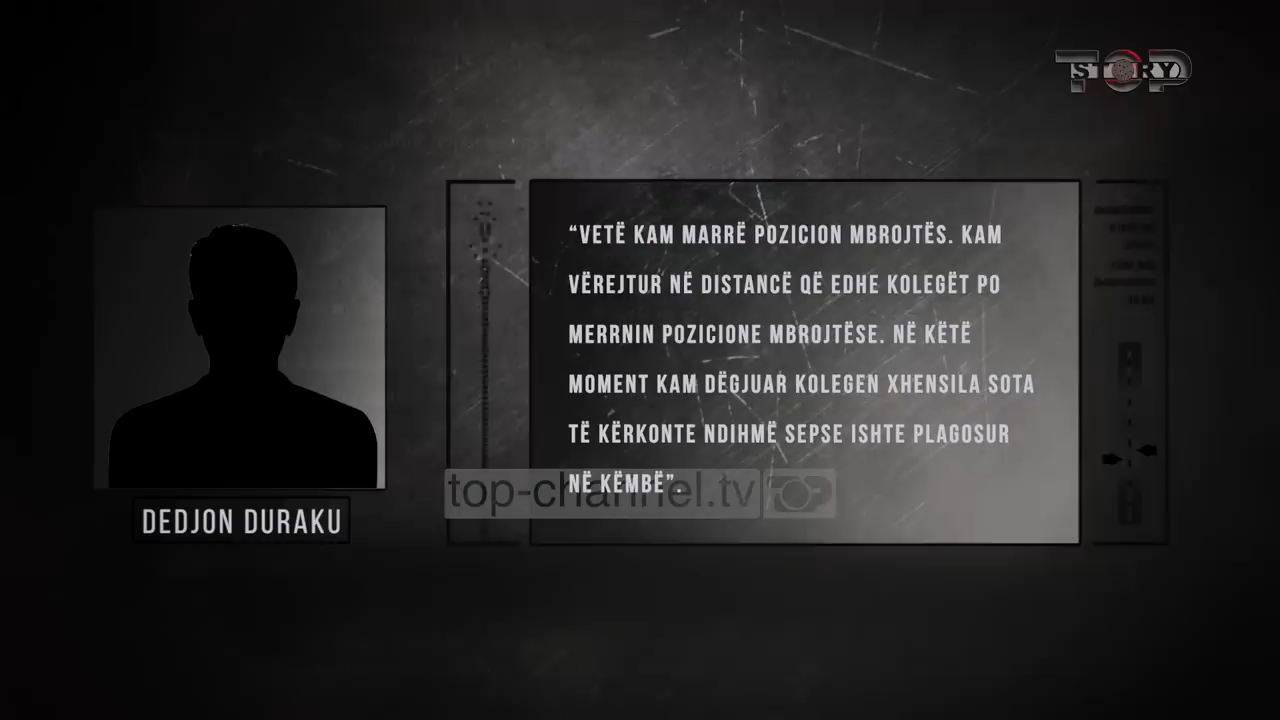 TOP
STORY
“VETË KAM MARRË POZICION MBROJTËS. KAM
VËREJTUR NË DISTANCË QË EDHE KOLEGËT PO
MERRNIN POZICIONE MBROJTËSE. NË KËTË
MOMENT KAM DËGJUAR KOLEGEN XHENSILA SOTA
TË KËRKONTE NDIHMË SEPSE ISHTE PLAGOSUR
NË KËMBË”.
top-channel.tv TOP
DEDJON DURAKU